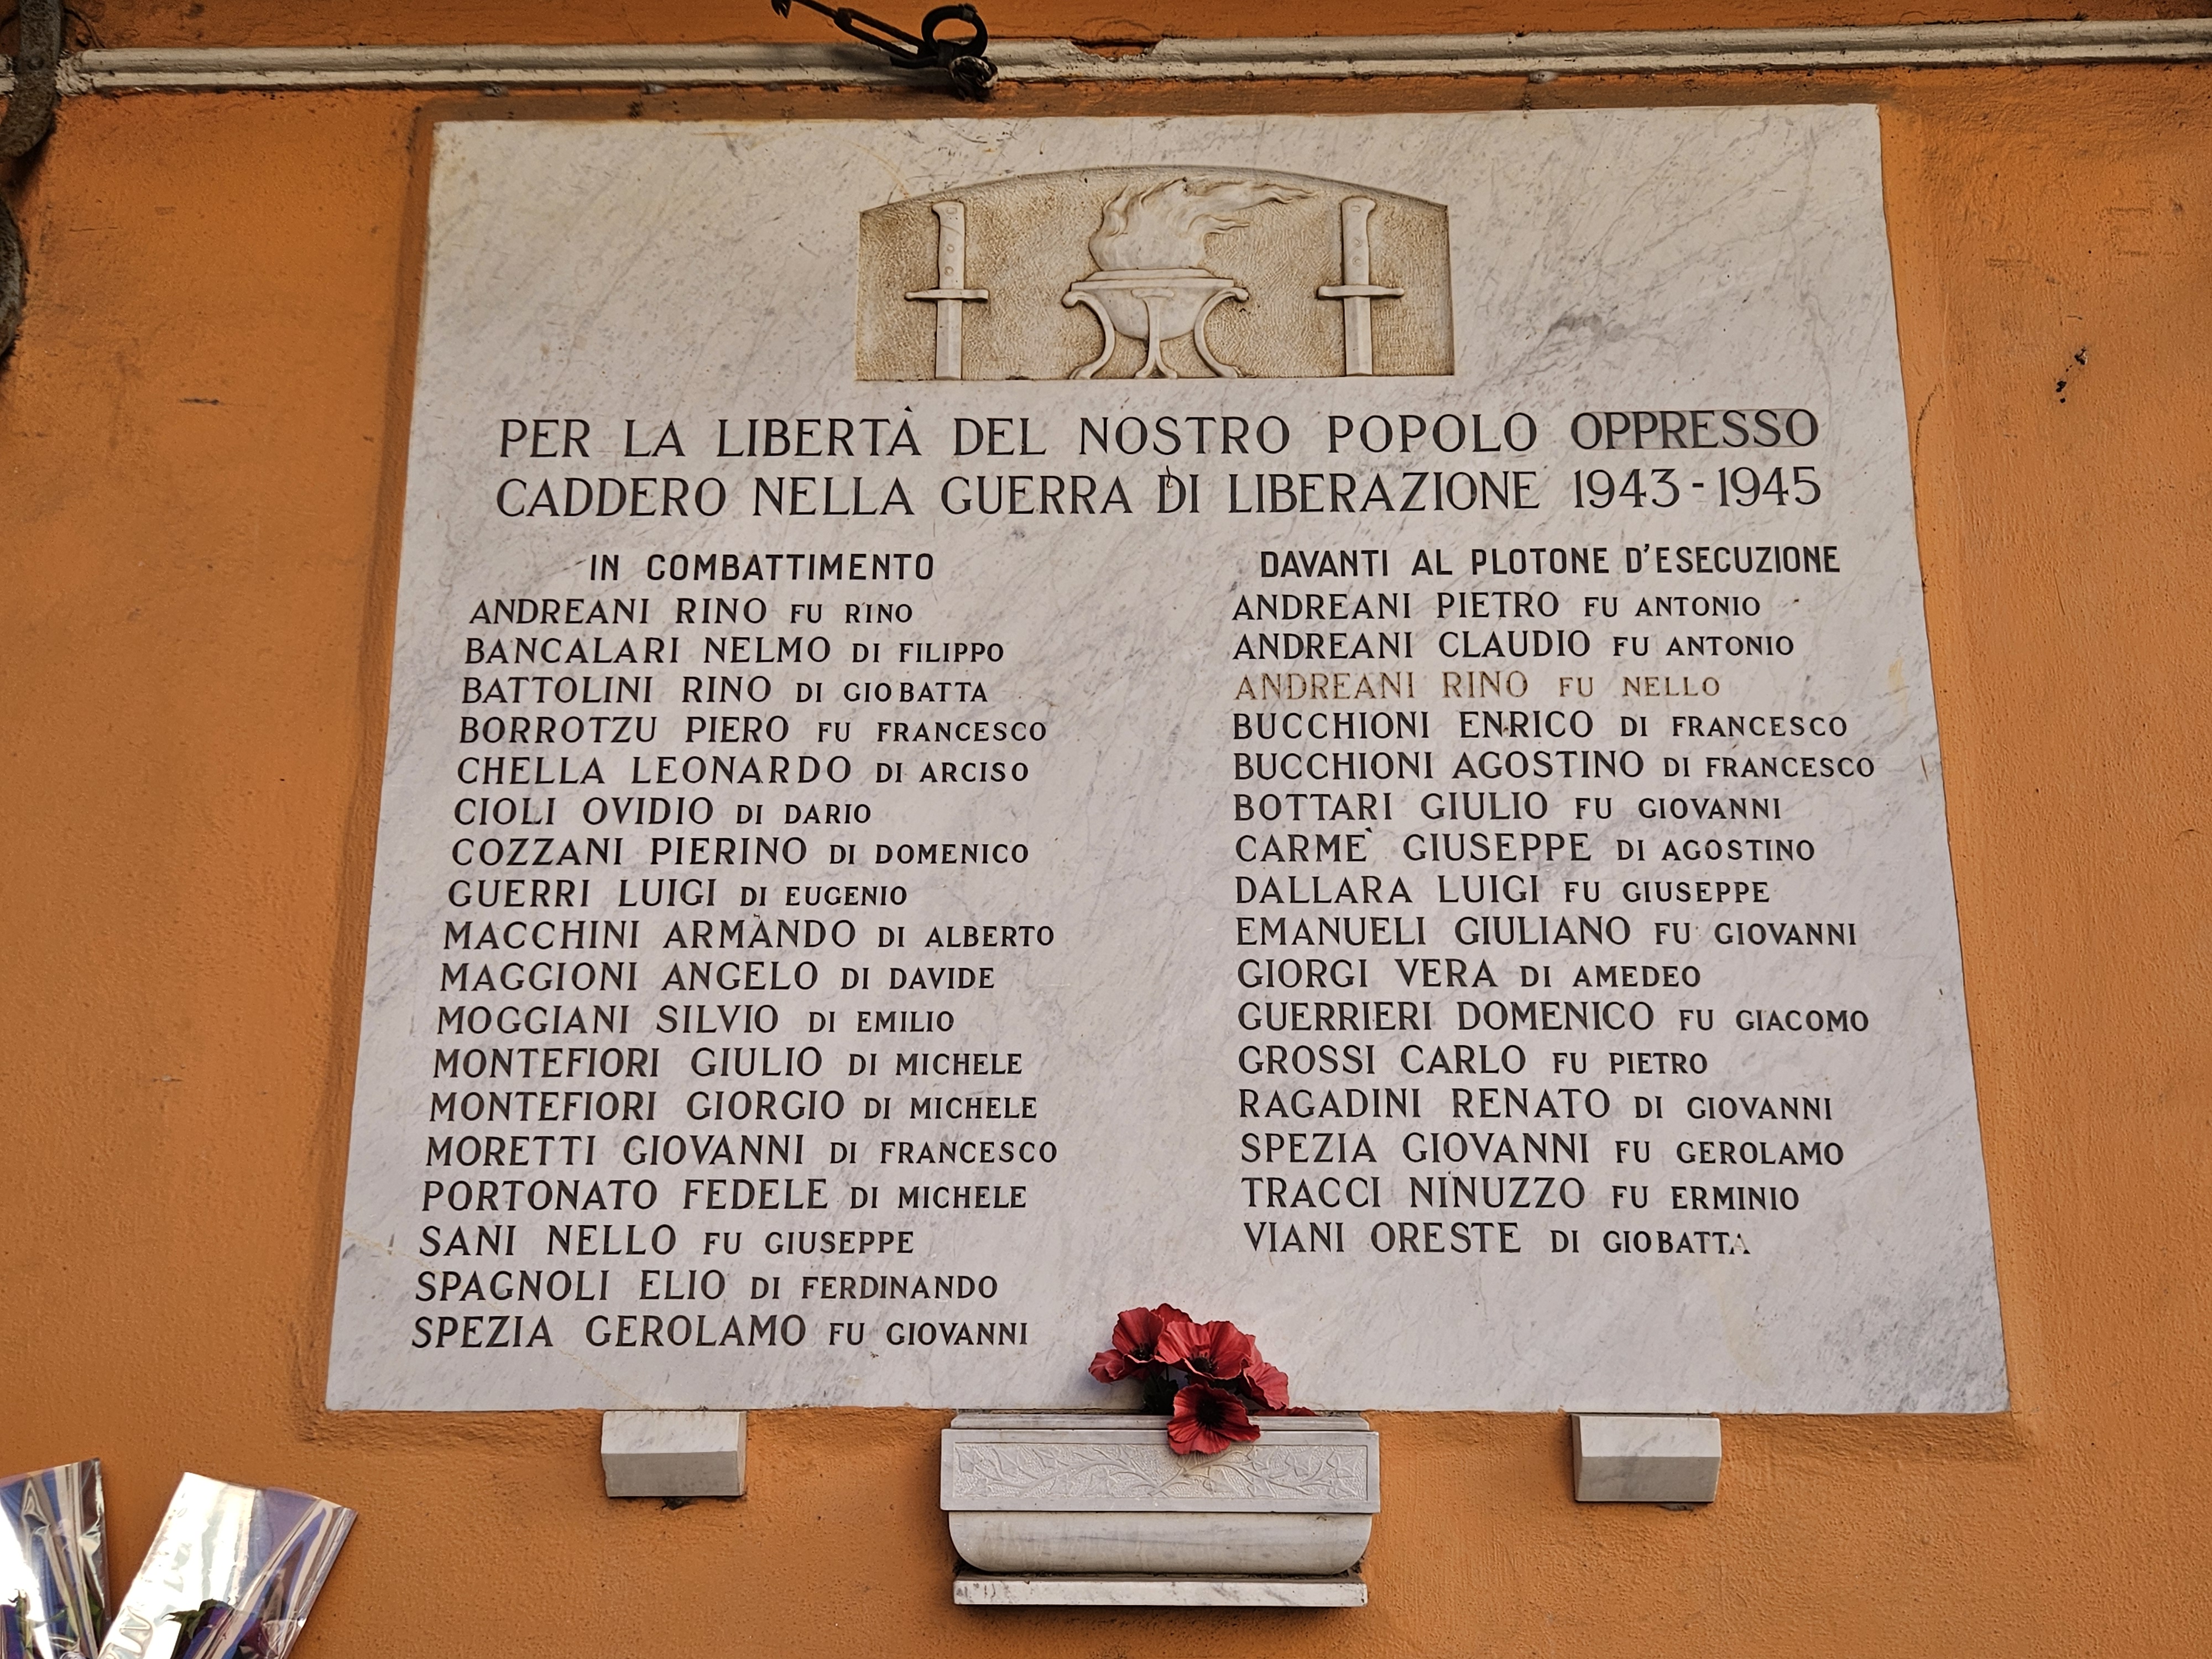 PER LA LIBERTÀ DEL NOSTRO POPOLO OPPRESSO
CADDERO NELLA GUERRA DI LIBERAZIONE 1943-1945
IN COMBATTIMENTO
ANDREANI RINO FU RINO
BANCALARI NELMO DI FILIPPO
BATTOLINI RINO DI GIOBATTA
BORROTZU PIERO FU FRANCESCO
CHELLA LEONARDO DI ARCISO
CIOLI OVIDIO DI DARIO
COZZANI PIERINO DI DOMENICO
GUERRI LUIGI DI EUGENIO
MACCHINI ARMANDO DI ALBERTO
MAGGIONI ANGELO DI DAVIDE
MOGGIANI SILVIO DI EMILIO
MONTEFIORI GIULIO DI MICHELE
MONTEFIORI GIORGIO DI MICHELE
MORETTI GIOVANNI DI FRANCESCO
PORTONATO FEDELE DI MICHELE
SANI NELLO FU GIUSEPPE
SPAGNOLI ELIO DI FERDINANDO
SPEZIA GEROLAMO FU GIOVANNI
DAVANTI AL PLOTONE D'ESECUZIONE
ANDREANI PIETRO FU ANTONIO
ANDREANI CLAUDIO FU ANTONIO
ANDREANI RINO FU NELLO
BUCCHIONI ENRICO DI FRANCESCO
BUCCHIONI AGOSTINO DI FRANCESCO
BOTTARI GIULIO FU GIOVANNI
CARME` GIUSEPPE DI AGOSTINO
DALLARA LUIGI FU GIUSEPPE
EMANUELI GIULIANO FU GIOVANNI
GIORGI VERA DI AMEDEO
GUERRIERI DOMENICO FU GIACOMO
GROSSI CARLO FU PIETRO
RAGADINI RENATO DI GIOVANNI
SPEZIA GIOVANNI FU GEROLAMO
TRACCI NINUZZO FU ERMINIO
VIANI ORESTE DI GIOBATTA